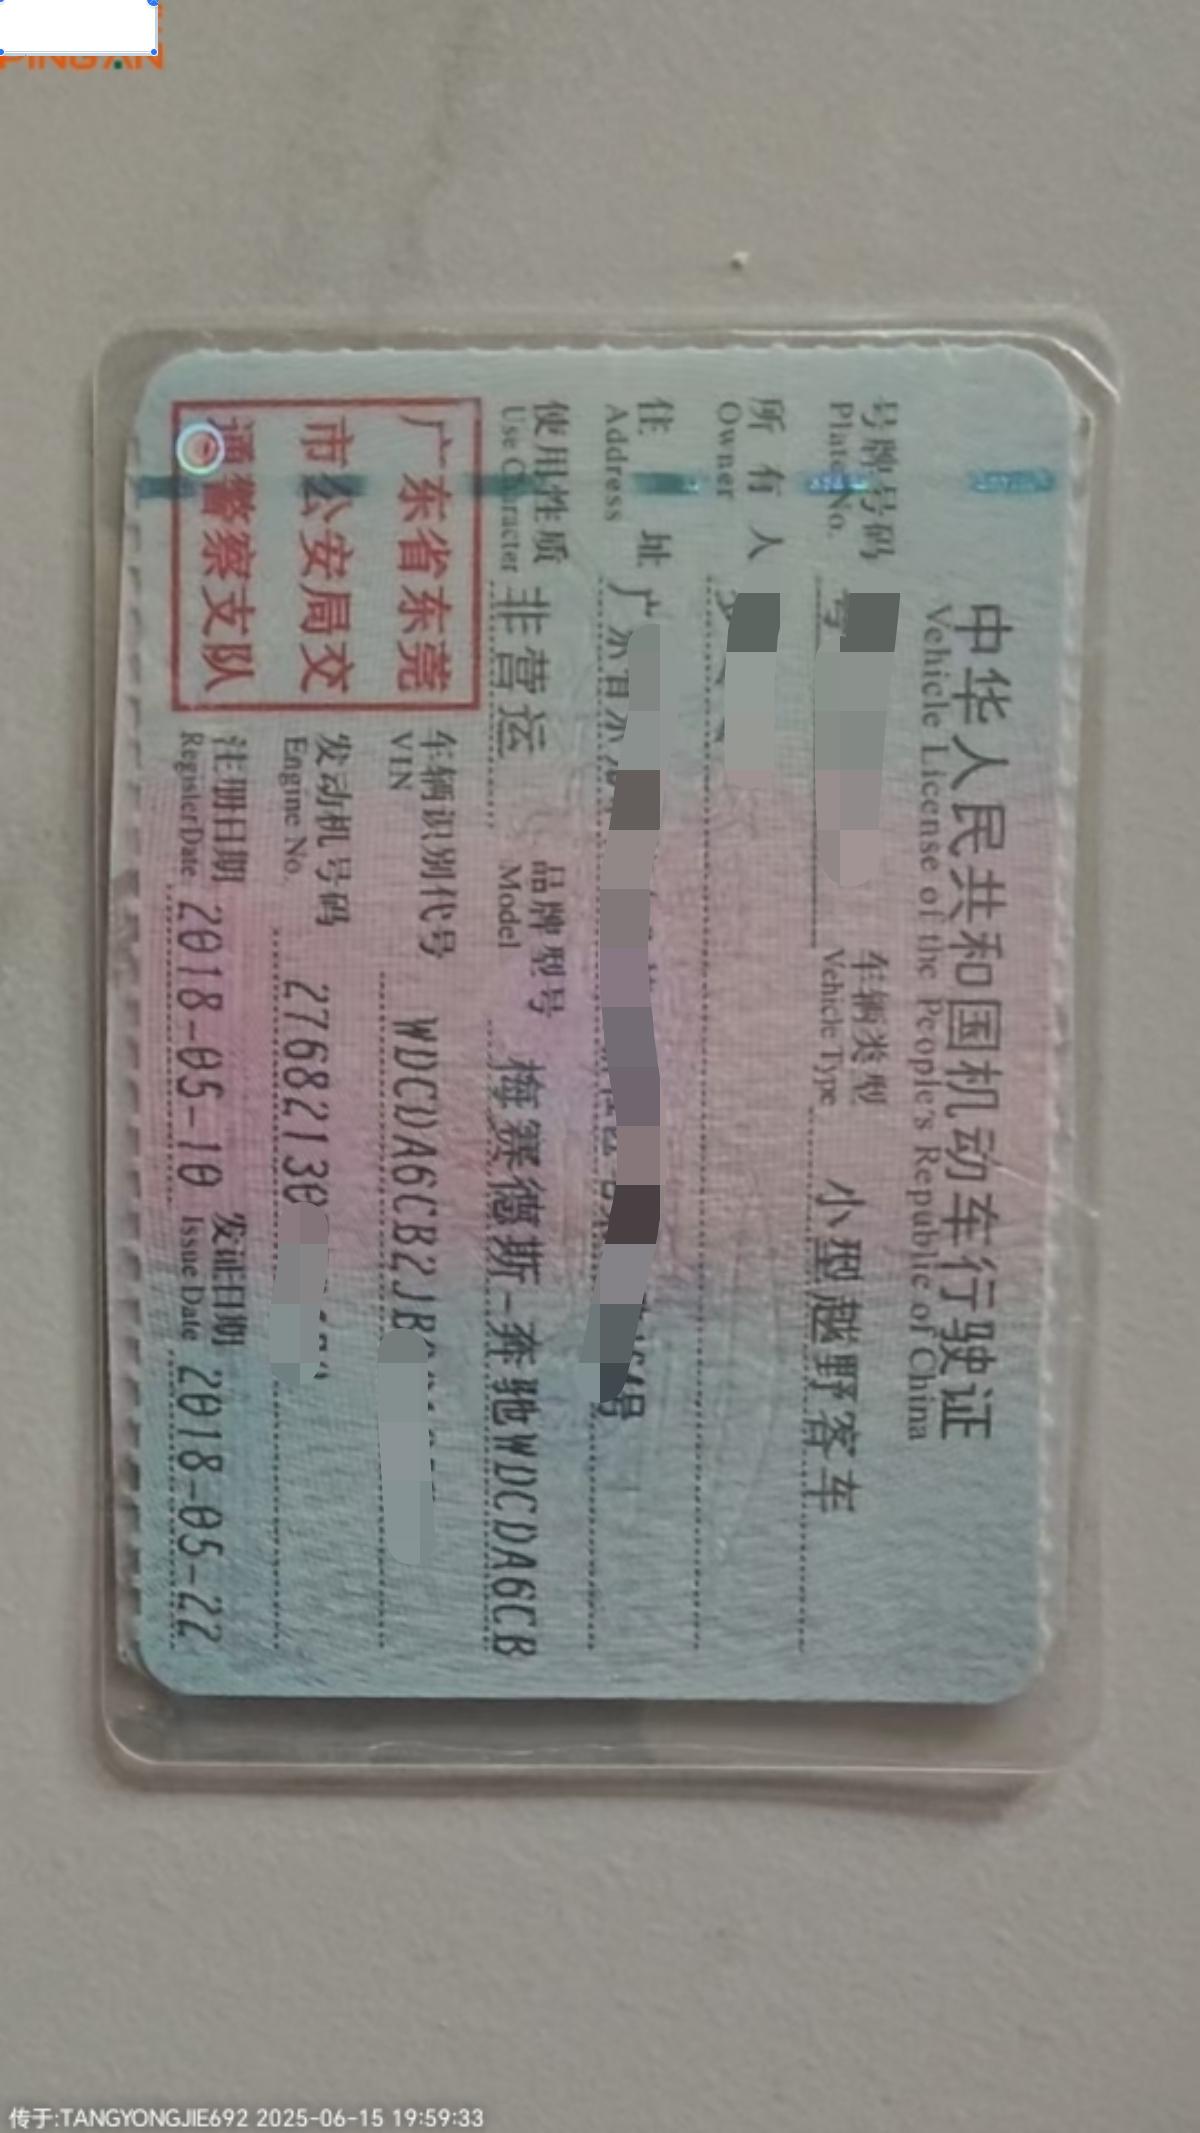 中华人民共和国机动车行驶证
Vehicle License of the People's Republic of China
号牌号码
Plate No.
车辆类型 小型越野客车
Vehicle Type
所有人
Owner
住址 广
Address
号
使用性质 非营运
Use Character
品牌型号 梅赛德斯-奔驰WDCDA6CB
Model
广东省东莞
市公安局交
通警察支队
车辆识别代号 WDCDA6CB2JB
VIN
发动机号码 27682130
Engine No.
注册日期 2018-05-10 发证日期 2018-05-22
Register Date Issue Date
传于:TANGYONGJIE692 2025-06-15 19:59:33